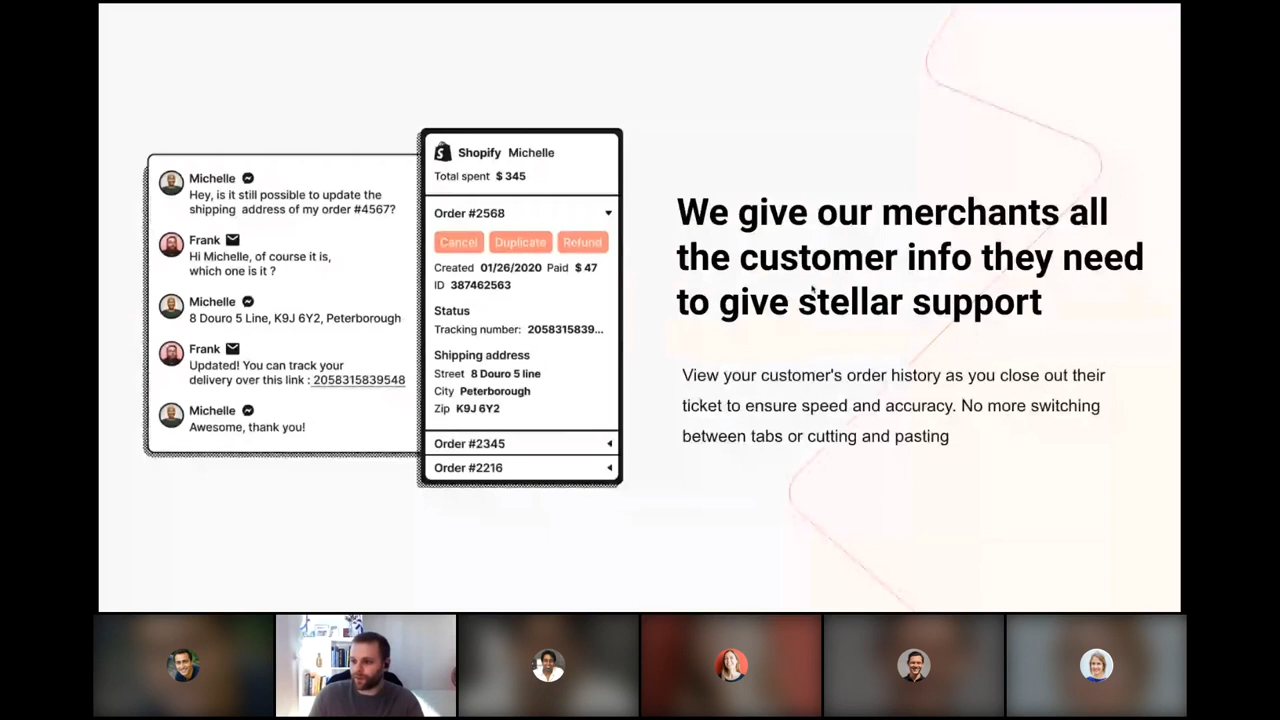 Michelle
Hey, is it still possible to update the
shipping address of my order #4567?
Frank
Hi Michelle, of course it is,
which one is it ?
Michelle
8 Douro 5 Line, K9J 6Y2, Peterborough
Frank
Updated! You can track your
delivery over this link : 2058315839548
Michelle
Awesome, thank you!
Shopify Michelle
Total spent $ 345
Order #2568
Cancel Duplicate Refund
Created 01/26/2020 Paid $ 47
ID 387462563
Status
Tracking number: 2058315839...
Shipping address
Street 8 Douro 5 line
City Peterborough
Zip K9J 6Y2
Order #2345
Order #2216
We give our merchants all
the customer info they need
to give stellar support
View your customer's order history as you close out their
ticket to ensure speed and accuracy. No more switching
between tabs or cutting and pasting